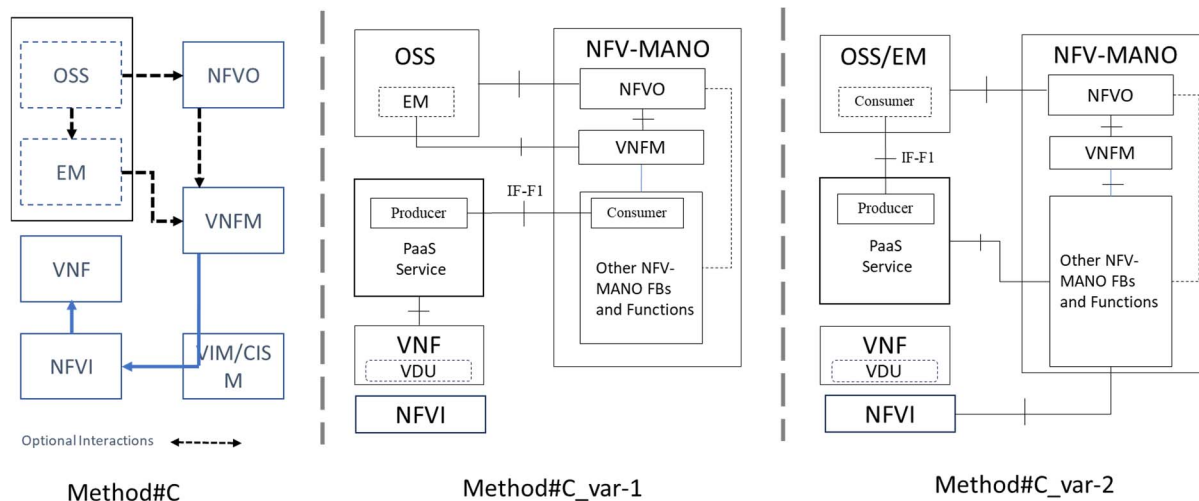 OSS
NFVO
EM
VNFM
VNF
NFVI
VIM/CIS
M
Optional Interactions
Method#C
OSS
EM
NFV-MANO
NFVO
VNFM
IF-F1
Producer
PaaS
Service
Consumer
Other NFV-
MANO FBs
and Functions
VNF
VDU
NFVI
Method#C_var-1
OSS/EM
Consumer
NFV-MANO
NFVO
VNFM
IF-F1
Producer
PaaS
Service
Other NFV-
MANO FBs
and Functions
VNF
VDU
NFVI
Method#C_var-2